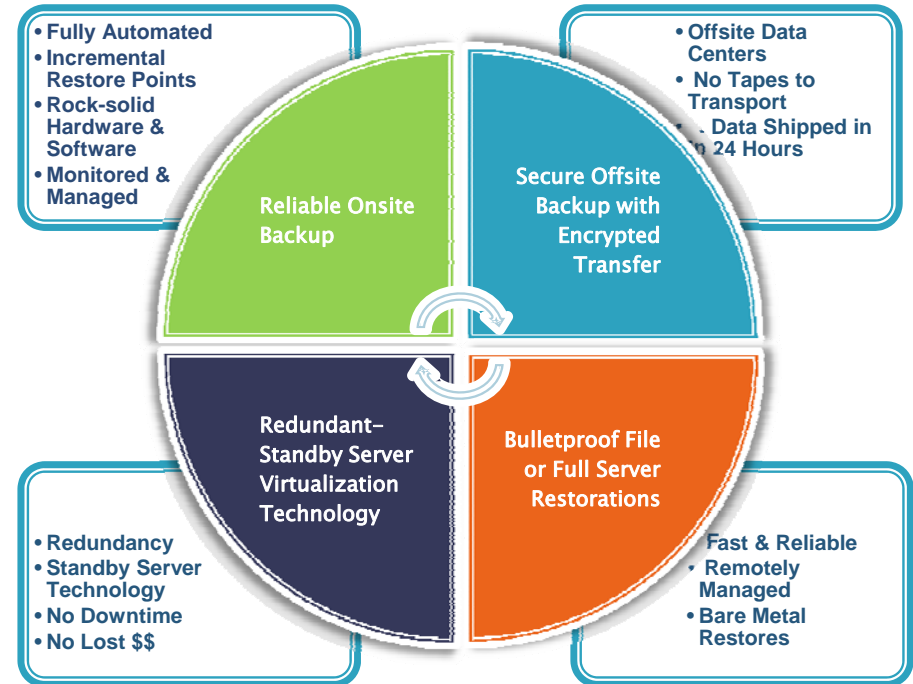 • Fully Automated
• Incremental
Restore Points
• Rock-solid
Hardware &
Software
• Monitored &
Managed
• Offsite Data
Centers
• No Tapes to
Transport
• . Data Shipped in
in 24 Hours
Reliable Onsite
Backup
Secure Offsite
Backup with
Encrypted
Transfer
Redundant-
Standby Server
Virtualization
Technology
Bulletproof File
or Full Server
Restorations
• Redundancy
• Standby Server
Technology
• No Downtime
• No Lost $$
Fast & Reliable
• Remotely
Managed
• Bare Metal
Restores